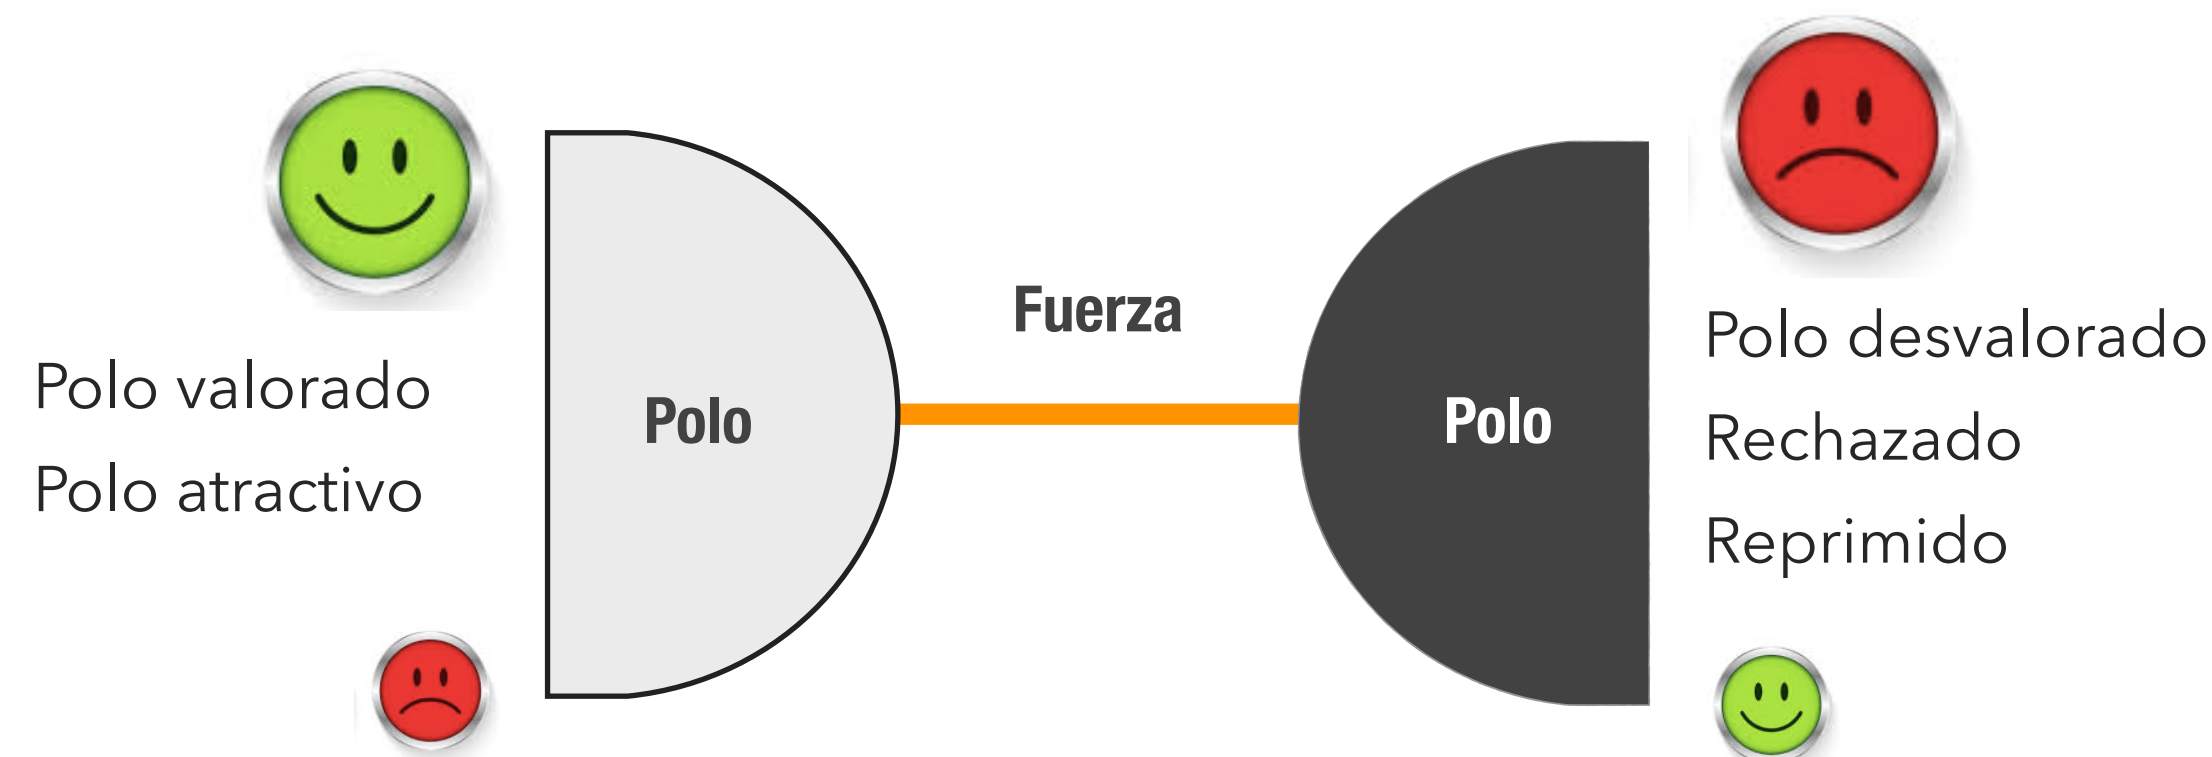 Polo valorado
Polo atractivo
Polo
Fuerza
Polo
Polo desvalorado
Rechazado
Reprimido